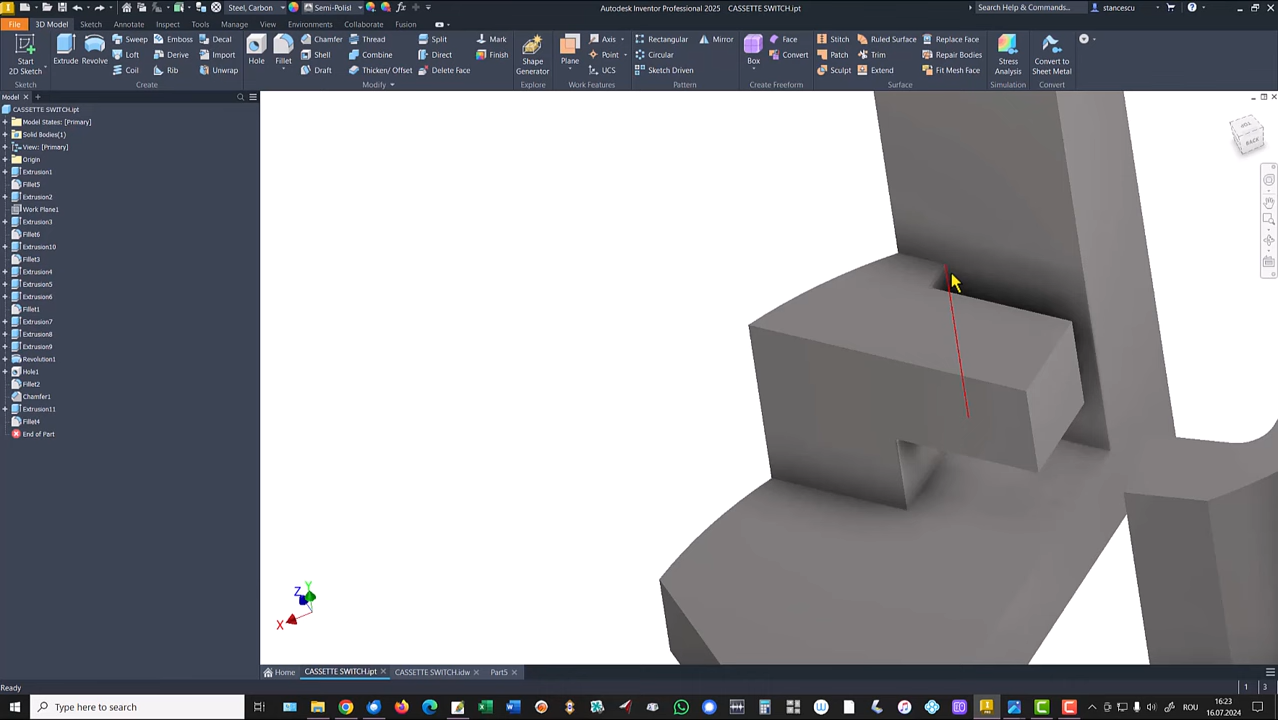 Steel, Carbon
Semi-Polisl
Autodesk Inventor Professional 2025 CASSETTE SWITCH.ipt
Search Help & Commands...
stancescu
File
3D Model
Sketch
Annotate
Inspect
Tools
Manage
View
Environments
Collaborate
Fusion
Start
2D Sketch
Extrude
Revolve
Sweep
Loft
Coil
Emboss
Derive
Rib
Decal
Import
Unwrap
Hole
Fillet
Chamfer
Shell
Draft
Thread
Combine
Thicken/ Offset
Split
Direct
Delete Face
Mark
Finish
Shape
Generator
Plane
Axis
Point
UCS
Rectangular
Circular
Sketch Driven
Mirror
Box
Face
Convert
Stitch
Patch
Sculpt
Ruled Surface
Trim
Extend
Replace Face
Repair Bodies
Fit Mesh Face
Stress
Analysis
Convert to
Sheet Metal
Sketch
Create
Modify
Explore
Work Features
Pattern
Create Freeform
Surface
Simulation
Convert
Model
CASSETTE SWITCH.ipt
Model States: [Primary]
Solid Bodies(1)
View: [Primary]
Origin
Extrusion1
Fillet5
Extrusion2
Work Plane1
Extrusion3
Fillet6
Extrusion10
Fillet3
Extrusion4
Extrusion5
Extrusion6
Fillet1
Extrusion7
Extrusion8
Extrusion9
Revolution1
Hole1
Fillet2
Chamfer1
Extrusion11
Fillet4
End of Part
TOP
BACK
Z
Y
X
Home
CASSETTE SWITCH.ipt
CASSETTE SWITCH.idw
Part5
Ready
1
3
Type here to search
ROU
16:23
16.07.2024